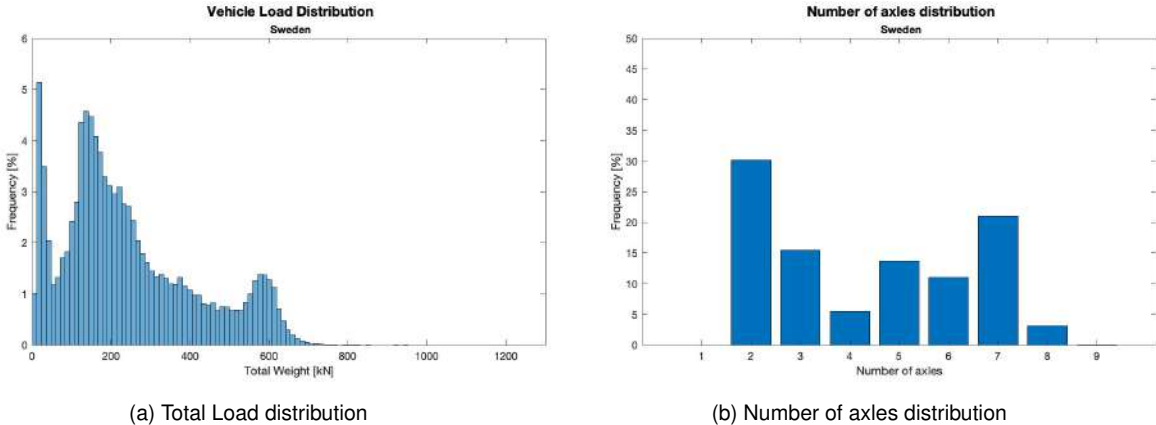 Vehicle Load Distribution
Sweden
6
5
4
3
2
1
0
Frequency [%]
0 200 400 600 800 1000 1200
Total Weight [kN]
(a) Total Load distribution
Number of axles distribution
Sweden
50
45
40
35
30
25
20
15
10
5
0
Frequency [%]
1 2 3 4 5 6 7 8 9
Number of axles
(b) Number of axles distribution